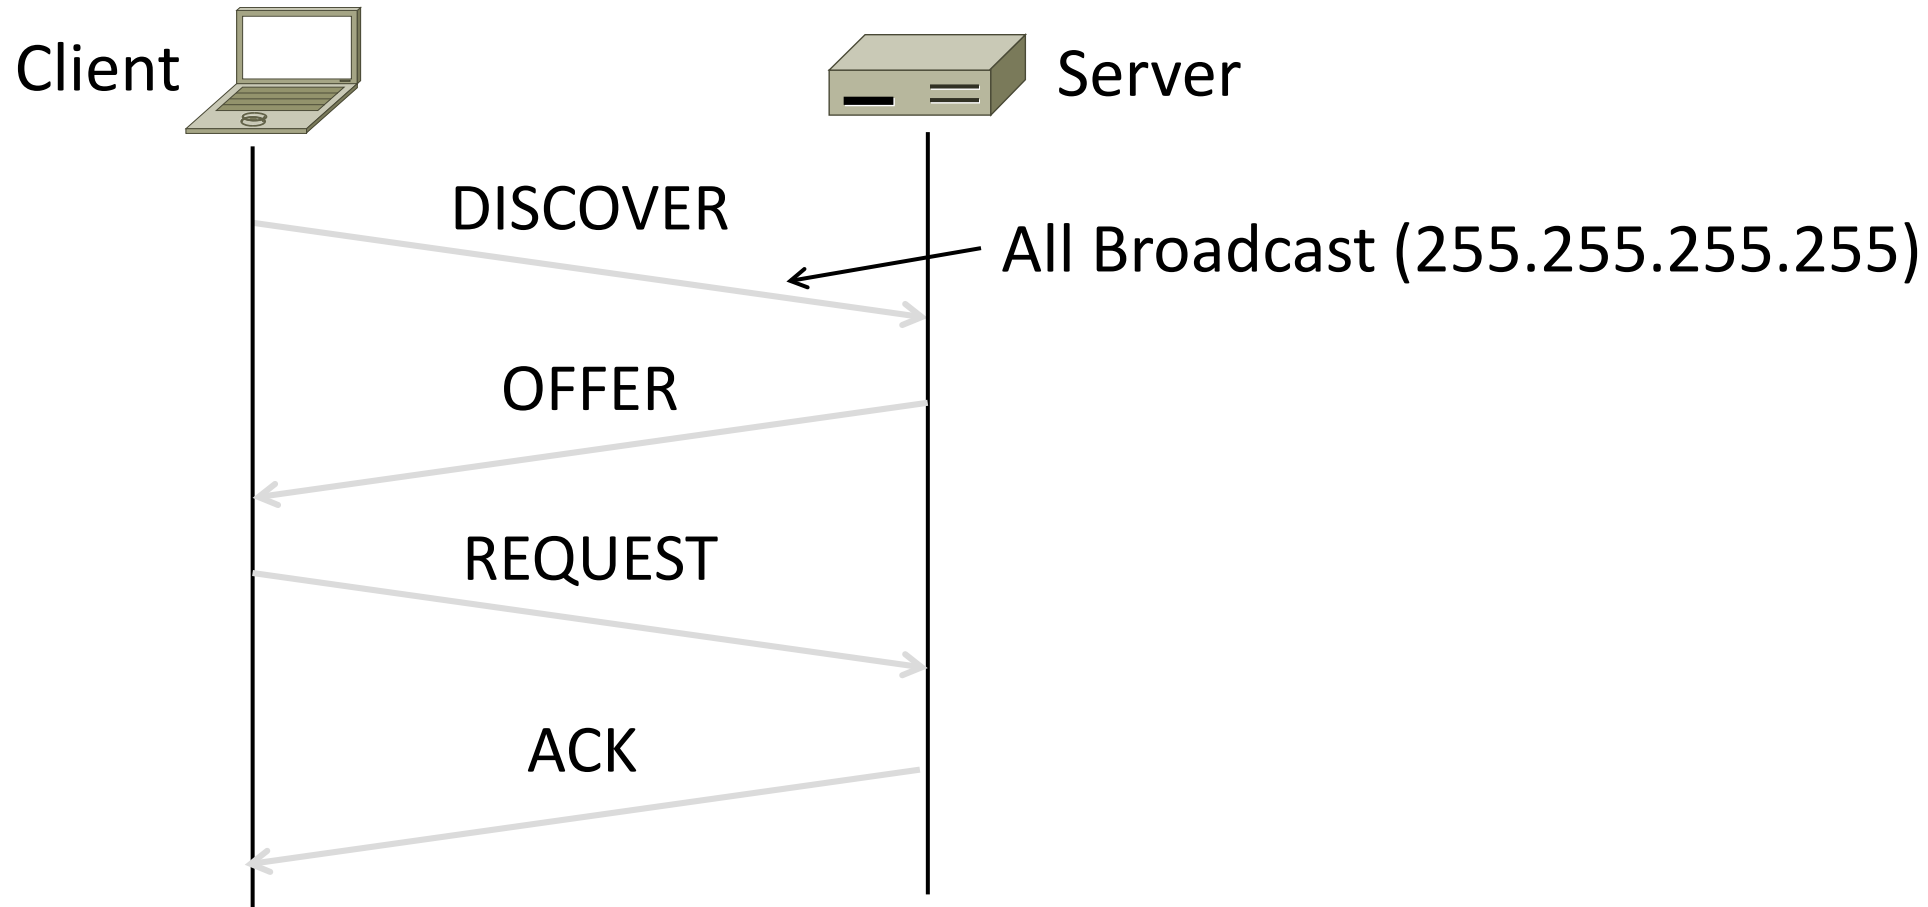 Client
Server
DISCOVER
All Broadcast (255.255.255.255)
OFFER
REQUEST
ACK